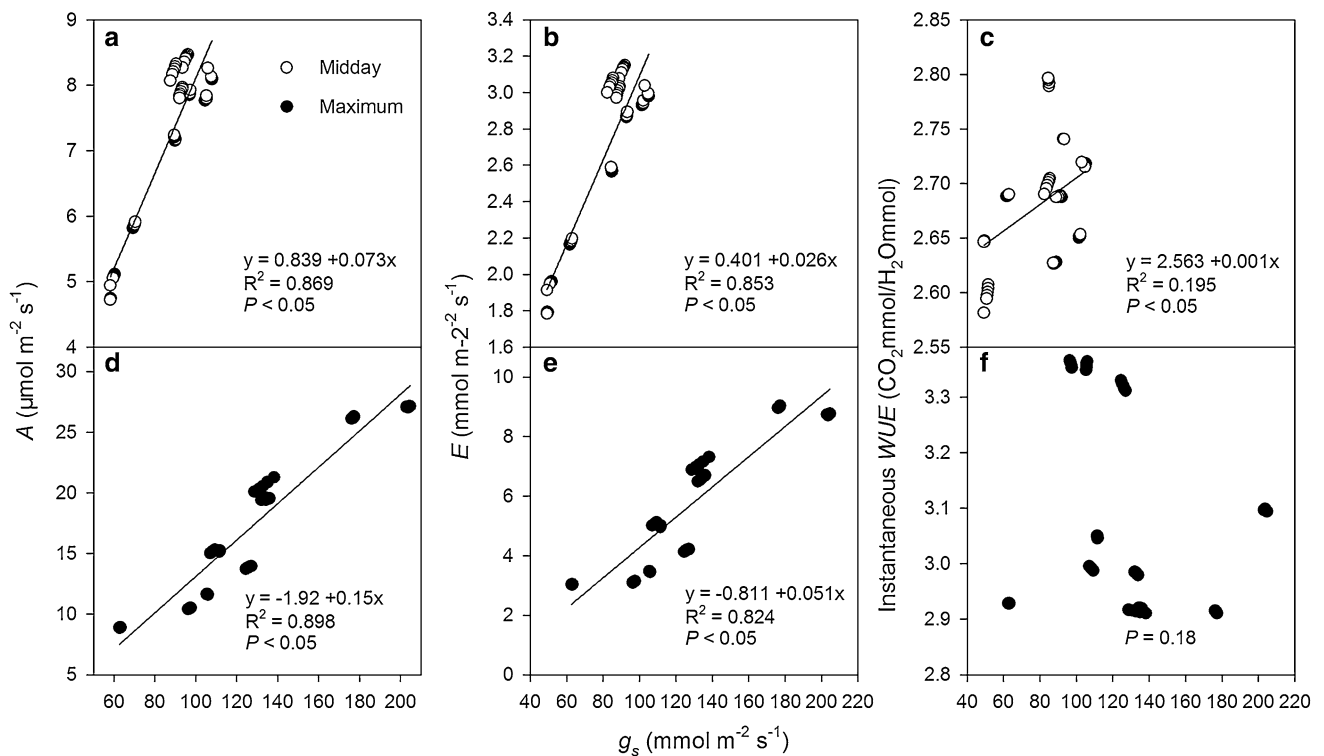 a
b
c
Midday
Maximum
9
8
7
6
5
4
3.4
3.2
3.0
2.8
2.6
2.4
2.2
2.0
1.8
1.6
2.85
2.80
2.75
2.70
2.65
2.60
2.55
y = 0.839 +0.073x
R² = 0.869
P < 0.05
y = 0.401 +0.026x
R² = 0.853
P < 0.05
y = 2.563 +0.001x
R² = 0.195
P < 0.05
A (µmol m⁻² s⁻¹)
E (mmol m-2⁻² s⁻¹)
Instantaneous WUE (CO₂mmol/H₂Ommol)
d
e
f
30
25
20
15
10
5
10
8
6
4
2
0
3.3
3.2
3.1
3.0
2.9
2.8
y = -1.92 +0.15x
R² = 0.898
P < 0.05
y = -0.811 +0.051x
R² = 0.824
P < 0.05
P = 0.18
60 80 100 120 140 160 180 200
40 60 80 100 120 140 160 180 200 220
40 60 80 100 120 140 160 180 200 220
gₛ (mmol m⁻² s⁻¹)